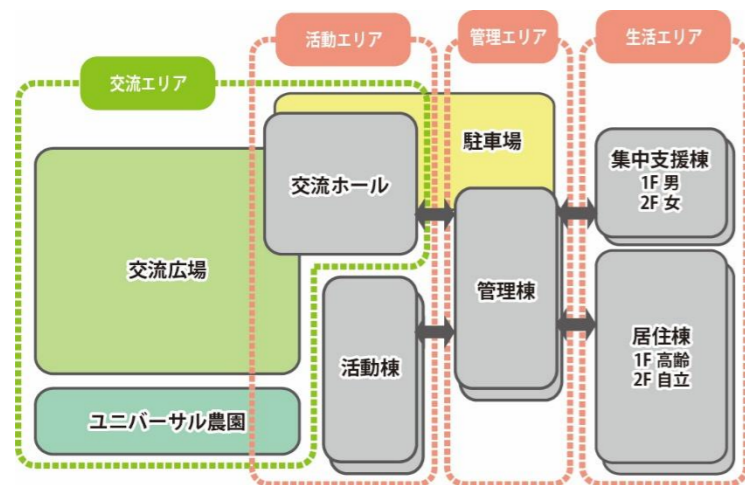 活動エリア
管理エリア
生活エリア
交流エリア
駐車場
交流ホール
集中支援棟
1F 男
2F 女
交流広場
管理棟
活動棟
居住棟
1F 高齢
2F 自立
ユニバーサル農園